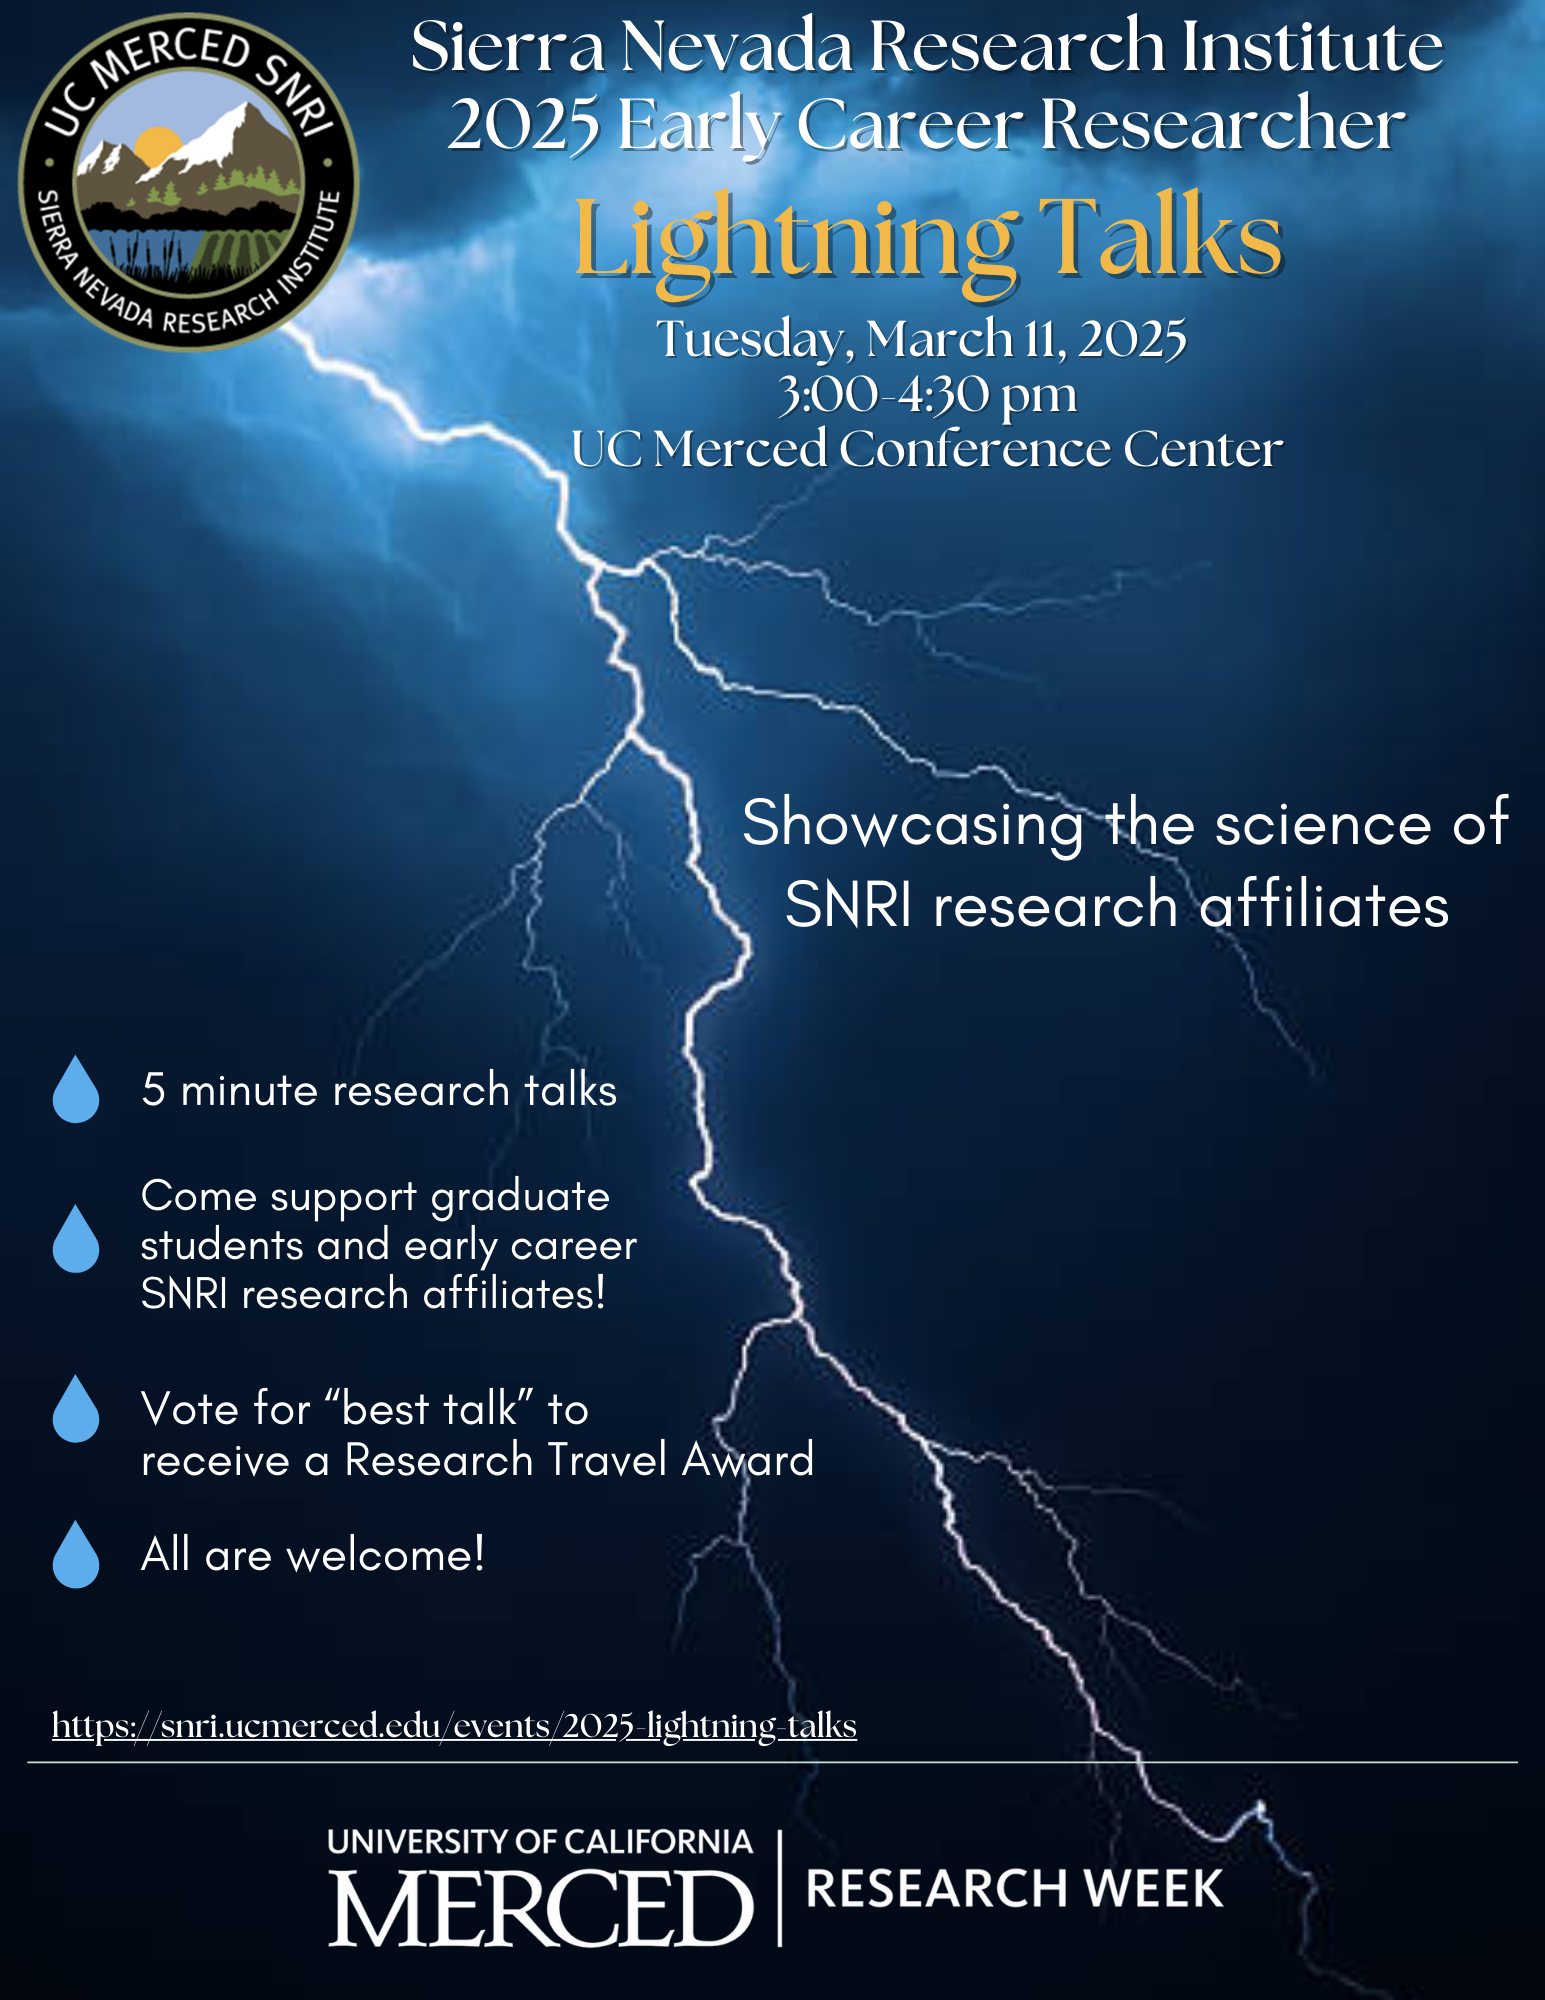 UC MERCED SNRI
SIERRA NEVADA RESEARCH INSTITUTE
Sierra Nevada Research Institute
2025 Early Career Researcher
Lightning Talks
Tuesday, March 11, 2025
3:00-4:30 pm
UC Merced Conference Center
Showcasing the science of
SNRI research affiliates
5 minute research talks
Come support graduate
students and early career
SNRI research affiliates!
Vote for “best talk” to
receive a Research Travel Award
All are welcome!
https://snri.ucmerced.edu/events/2025-lightning-talks
UNIVERSITY OF CALIFORNIA
MERCED
RESEARCH WEEK